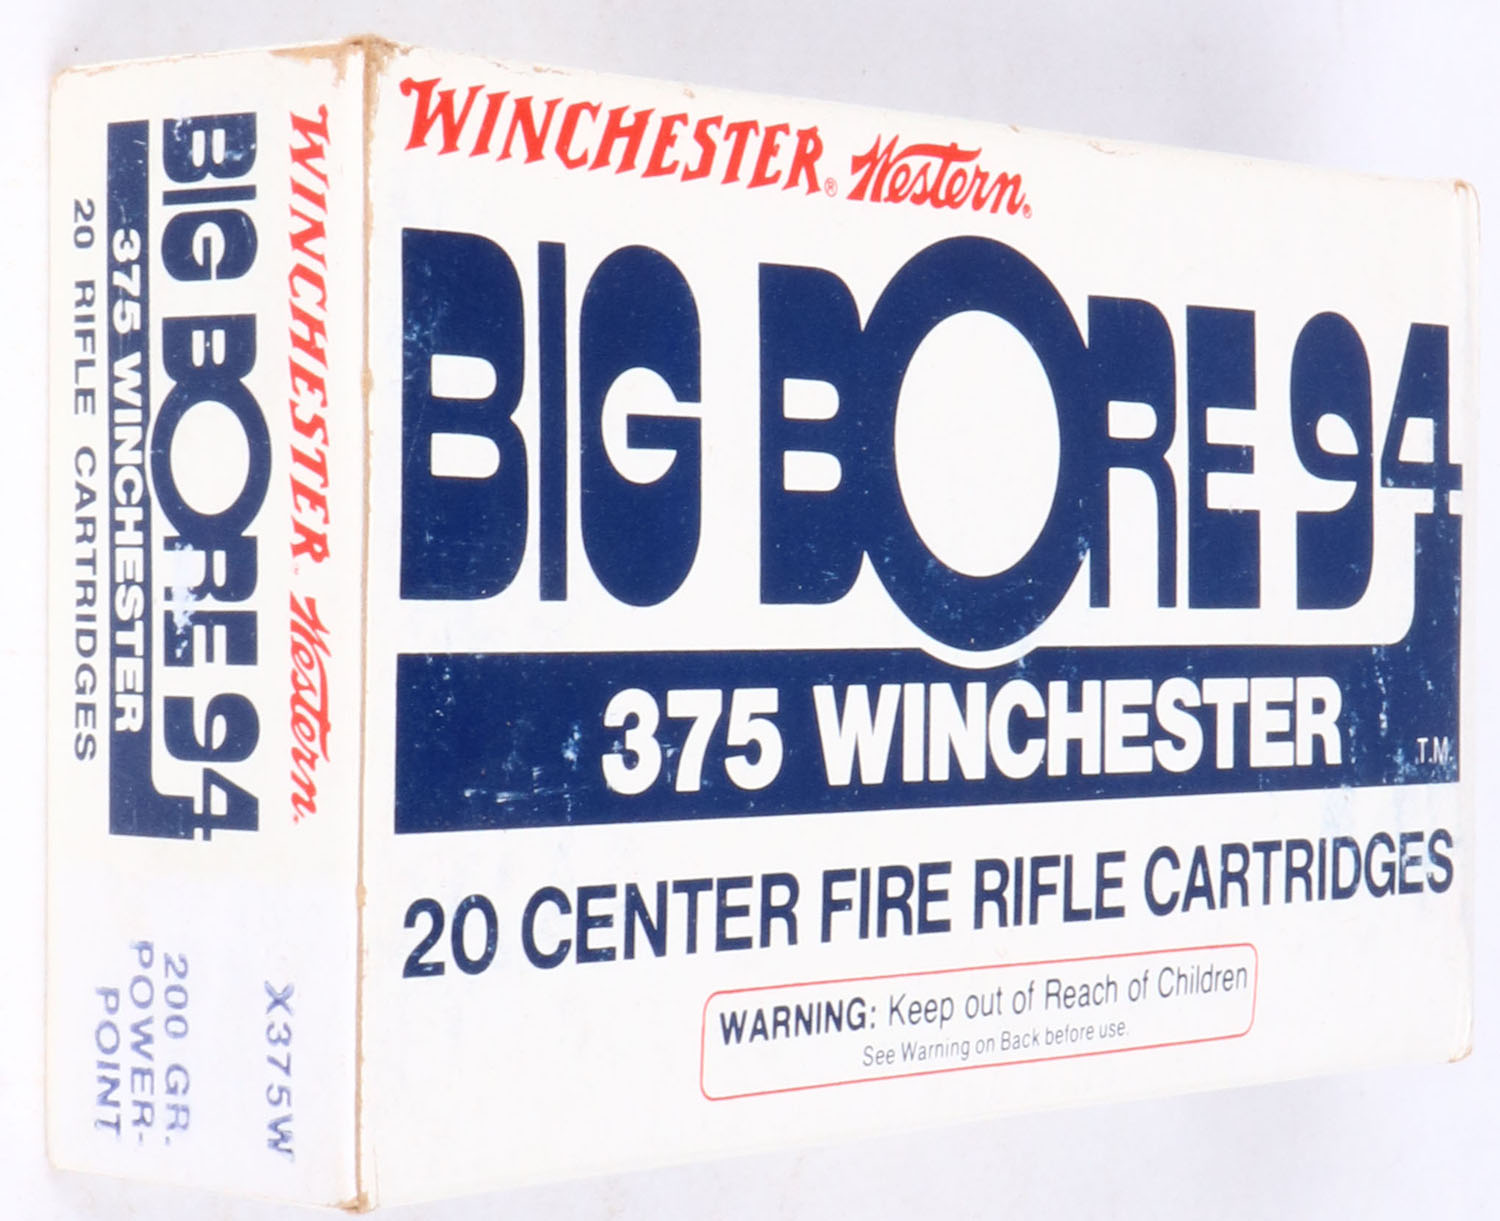 WINCHESTER® Western®
BIG BORE 94
375 WINCHESTER T.M.
20 CENTER FIRE RIFLE CARTRIDGES
WARNING: Keep out of Reach of Children
See Warning on Back before use.
WINCHESTER Western
BIG BORE 94
375 WINCHESTER
20 RIFLE CARTRIDGES
X375W
200 GR.
POWER-
POINT